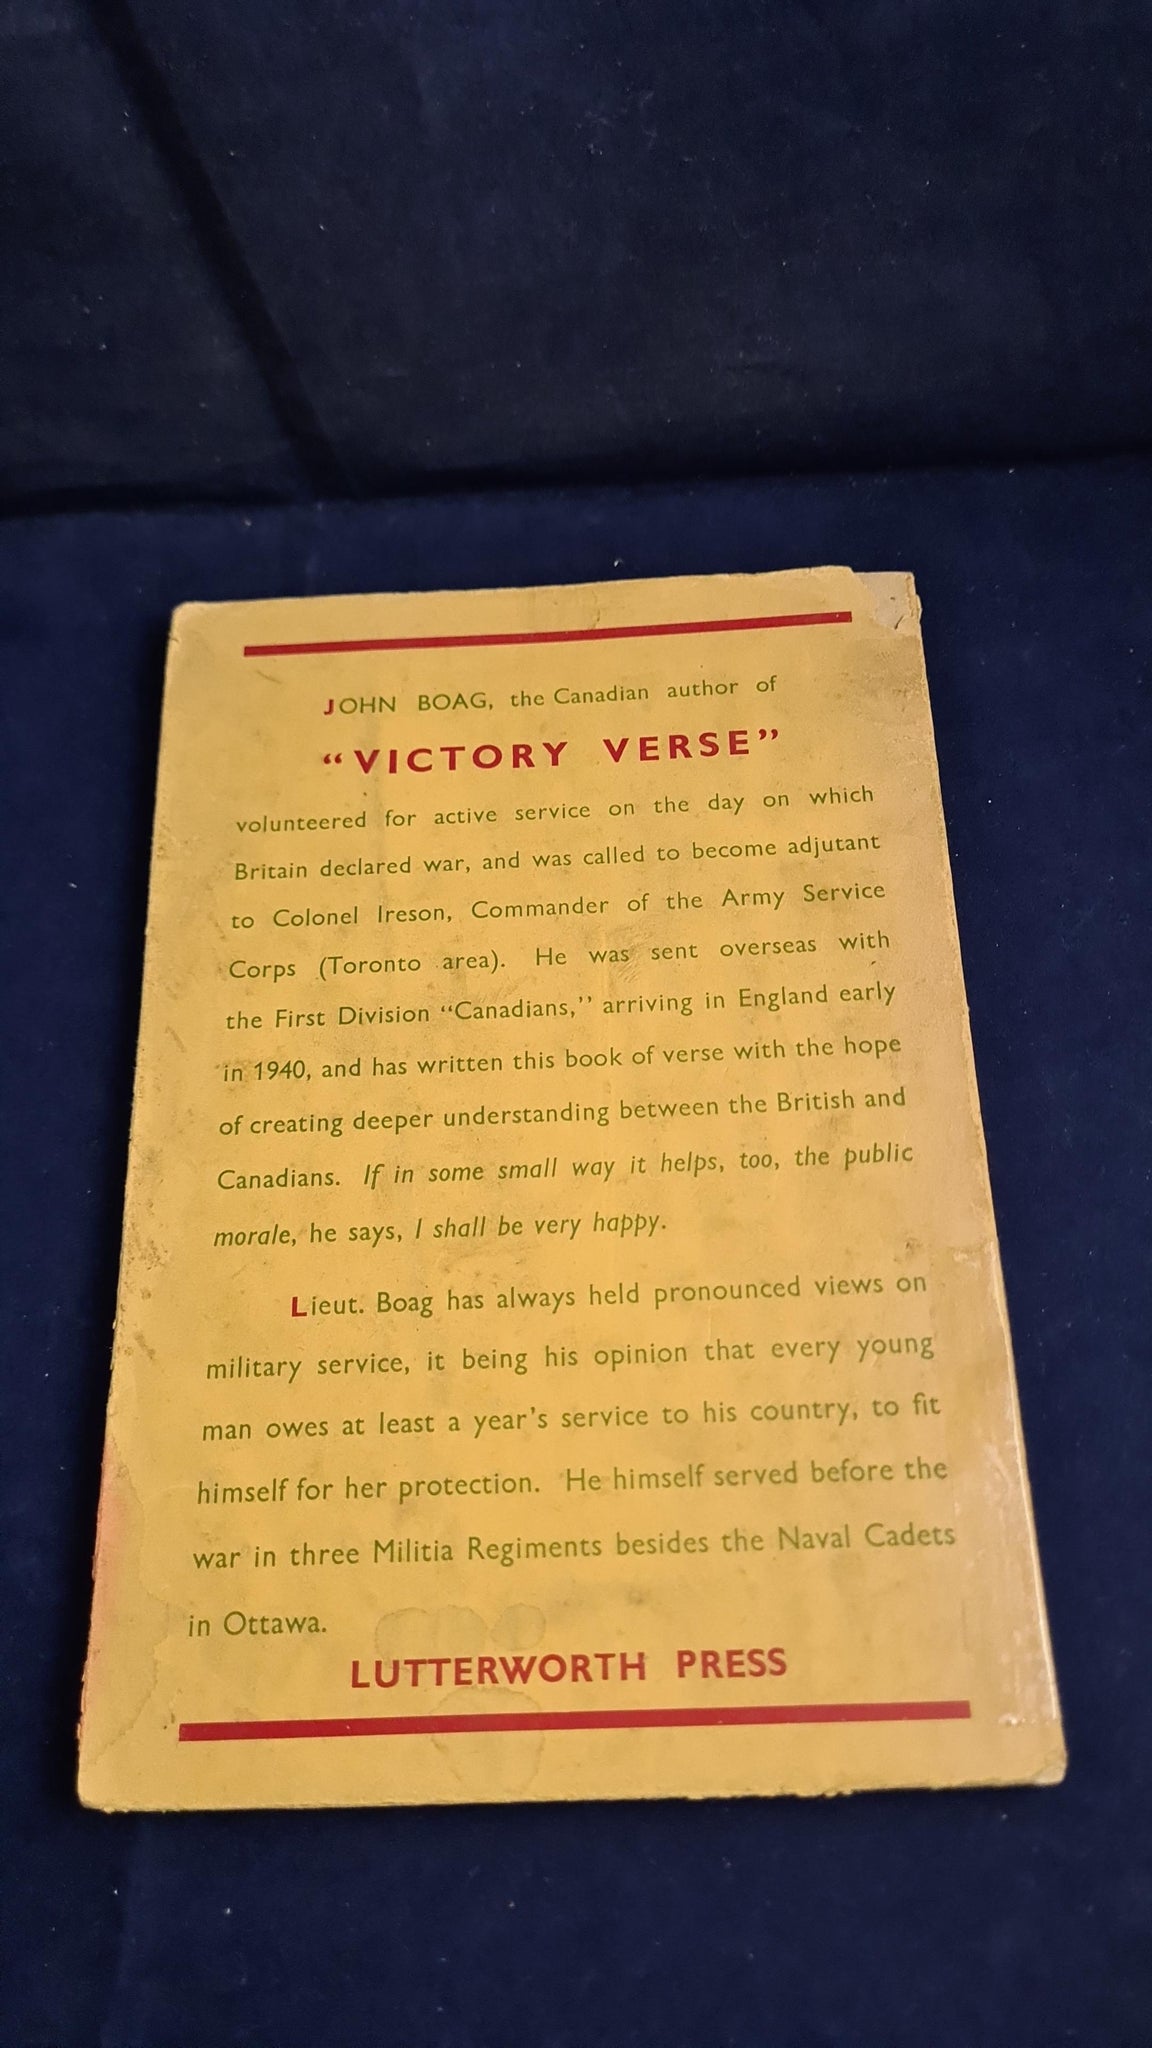 JOHN BOAG, the Canadian author of
“VICTORY VERSE”
volunteered for active service on the day on which
Britain declared war, and was called to become adjutant
to Colonel Ireson, Commander of the Army Service
Corps (Toronto area). He was sent overseas with
the First Division “Canadians,’’ arriving in England early
in 1940, and has written this book of verse with the hope
of creating deeper understanding between the British and
Canadians. If in some small way it helps, too, the public
morale, he says, I shall be very happy.
Lieut. Boag has always held pronounced views on
military service, it being his opinion that every young
man owes at least a year’s service to his country, to fit
himself for her protection. He himself served before the
war in three Militia Regiments besides the Naval Cadets
in Ottawa.
LUTTERWORTH PRESS